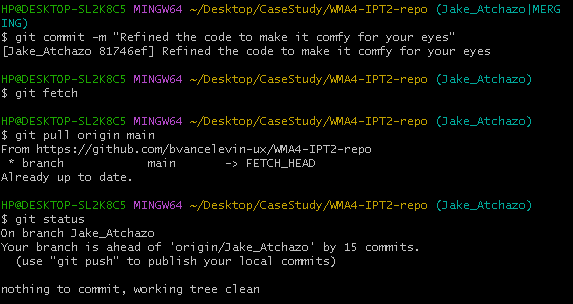 HP@DESKTOP-SL2K8C5 MINGW64 ~/Desktop/CaseStudy/WMA4-IPT2-repo (Jake_Atchazo|MERG
ING)
$ git commit -m "Refined the code to make it comfy for your eyes"
[Jake_Atchazo 81746ef] Refined the code to make it comfy for your eyes

HP@DESKTOP-SL2K8C5 MINGW64 ~/Desktop/CaseStudy/WMA4-IPT2-repo (Jake_Atchazo)
$ git fetch

HP@DESKTOP-SL2K8C5 MINGW64 ~/Desktop/CaseStudy/WMA4-IPT2-repo (Jake_Atchazo)
$ git pull origin main
From https://github.com/bvancelevin-ux/WMA4-IPT2-repo
 * branch            main       -> FETCH_HEAD
Already up to date.

HP@DESKTOP-SL2K8C5 MINGW64 ~/Desktop/CaseStudy/WMA4-IPT2-repo (Jake_Atchazo)
$ git status
On branch Jake_Atchazo
Your branch is ahead of 'origin/Jake_Atchazo' by 15 commits.
  (use "git push" to publish your local commits)

nothing to commit, working tree clean